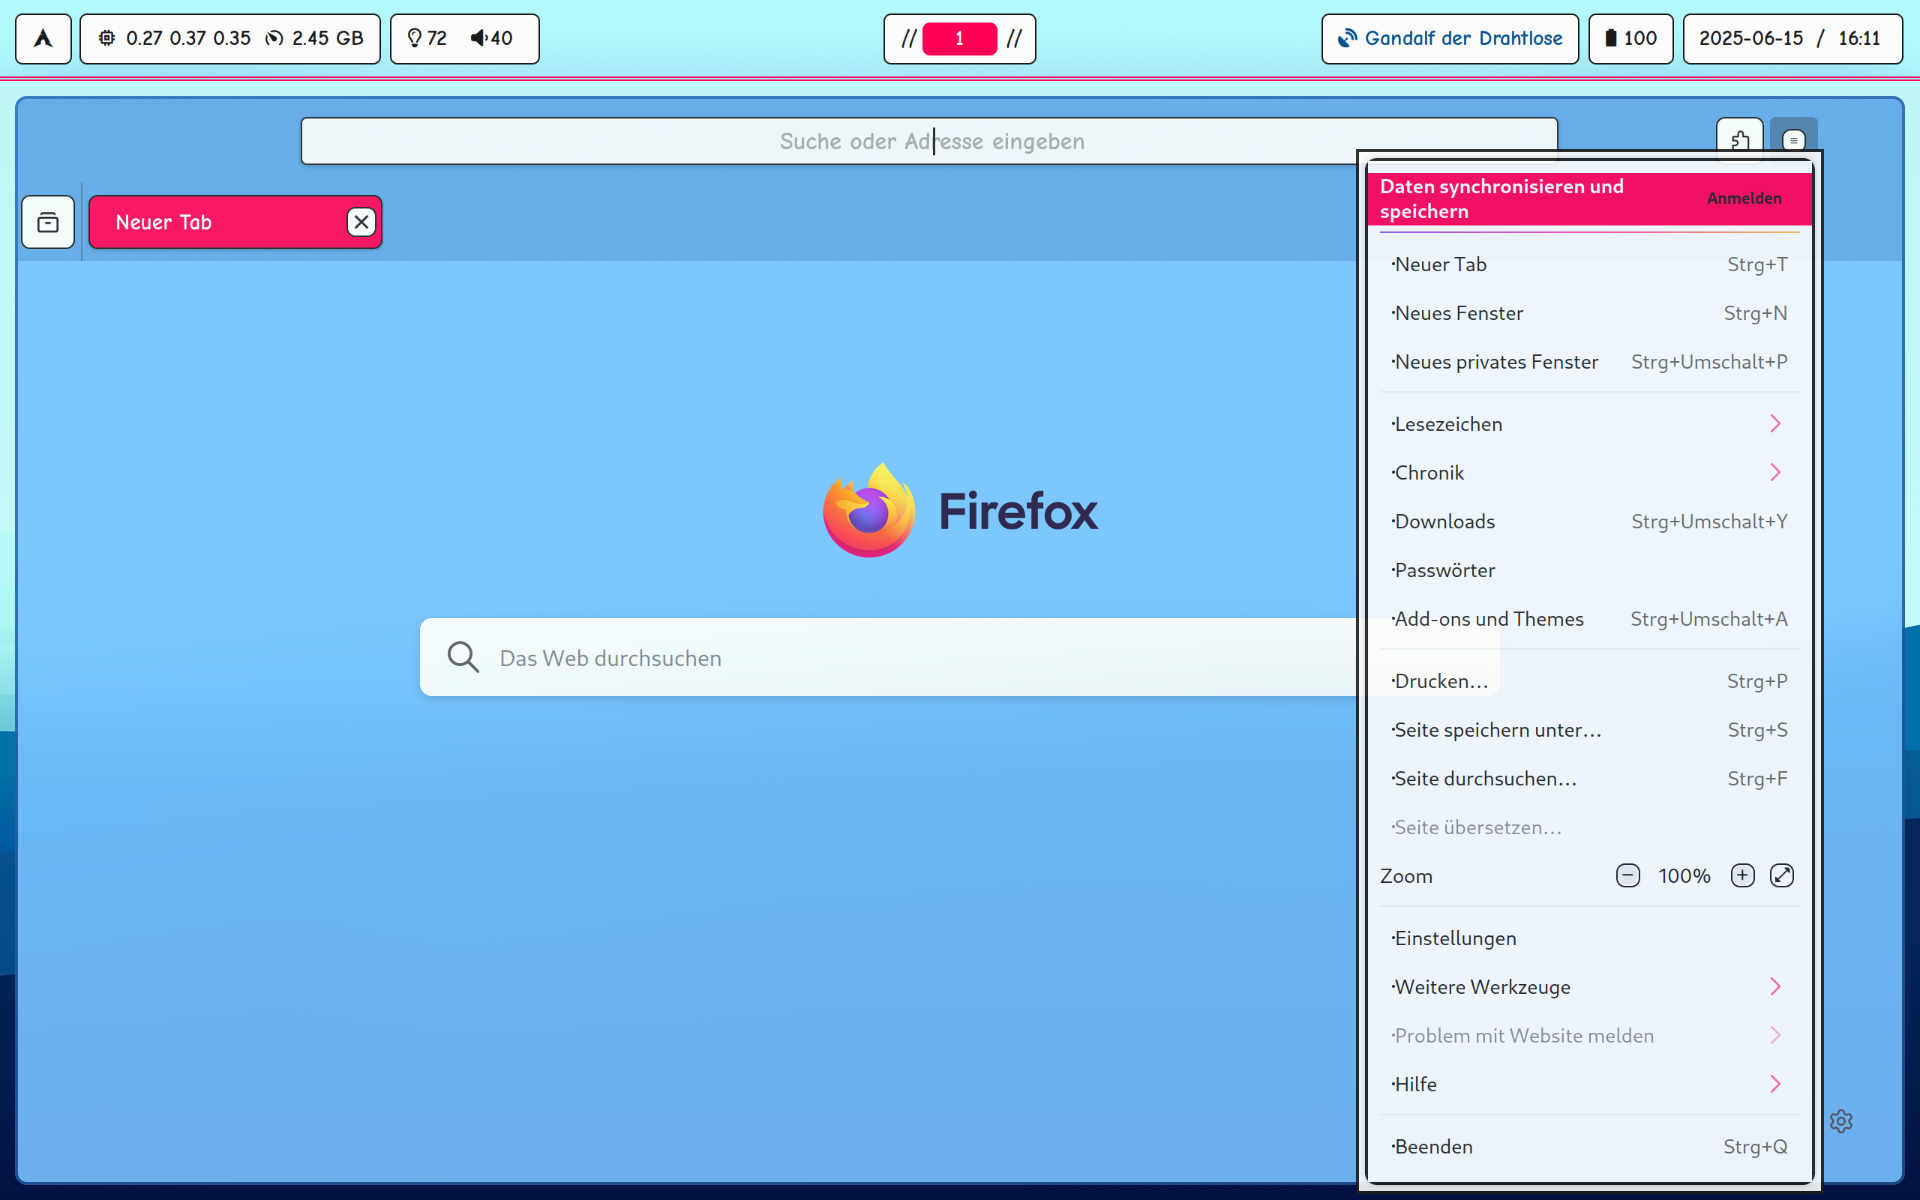 0.27 0.37 0.35 2.45 GB
72 40
// 1 //
Gandalf der Drahtlose
100
2025-06-15 / 16:11
Suche oder Adresse eingeben
Neuer Tab
Firefox
Das Web durchsuchen
Daten synchronisieren und
speichern
Anmelden
Neuer Tab Strg+T
Neues Fenster Strg+N
Neues privates Fenster Strg+Umschalt+P
Lesezeichen
Chronik
Downloads Strg+Umschalt+Y
Passwörter
Add-ons und Themes Strg+Umschalt+A
Drucken… Strg+P
Seite speichern unter… Strg+S
Seite durchsuchen… Strg+F
Seite übersetzen…
Zoom 100%
Einstellungen
Weitere Werkzeuge
Problem mit Website melden
Hilfe
Beenden Strg+Q